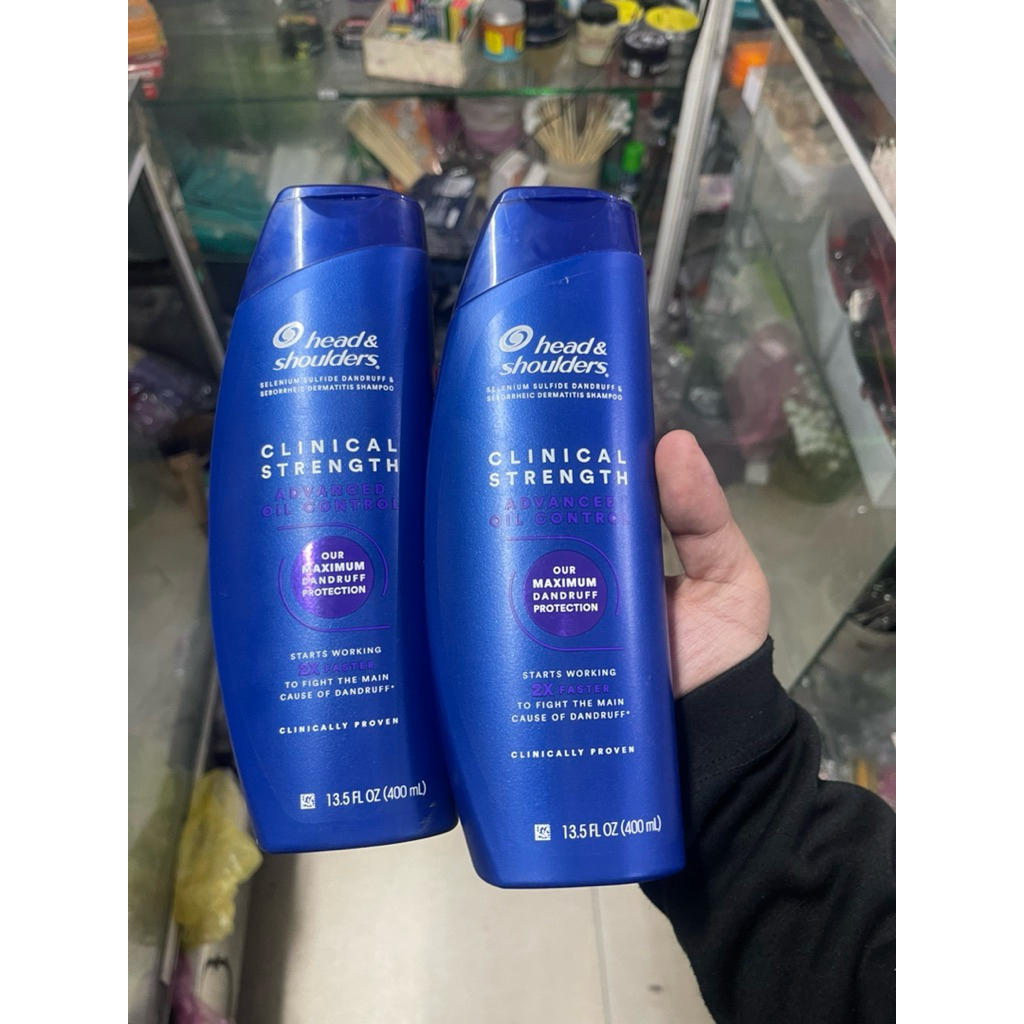 head &
shoulders®
SELENIUM SULFIDE DANDRUFF &
SEBORRHEIC DERMATITIS SHAMPOO
CLINICAL
STRENGTH
ADVANCED
OIL CONTROL
OUR
MAXIMUM
DANDRUFF
PROTECTION
STARTS WORKING
2X FASTER
TO FIGHT THE MAIN
CAUSE OF DANDRUFF*
CLINICALLY PROVEN
13.5 FL OZ (400 mL)
head &
shoulders®
SELENIUM SULFIDE DANDRUFF &
SEBORRHEIC DERMATITIS SHAMPOO
CLINICAL
STRENGTH
ADVANCED
OIL CONTROL
OUR
MAXIMUM
DANDRUFF
PROTECTION
STARTS WORKING
2X FASTER
TO FIGHT THE MAIN
CAUSE OF DANDRUFF*
CLINICALLY PROVEN
13.5 FL OZ (400 mL)